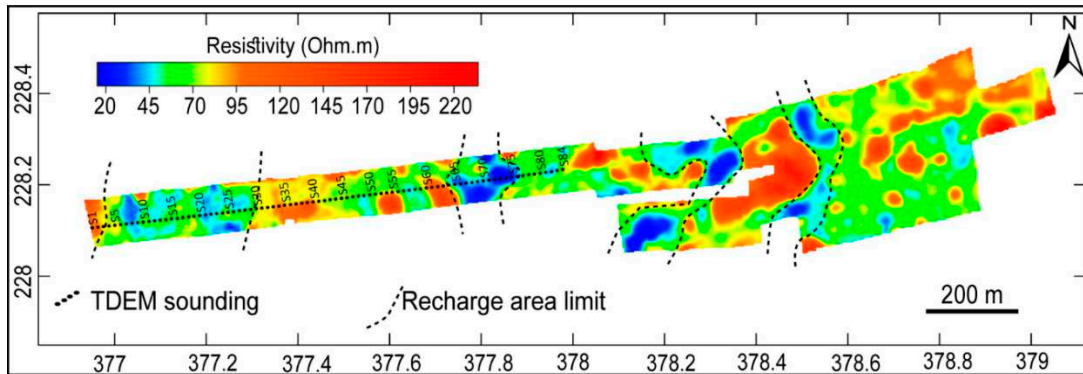 N
Resistivity (Ohm.m)
20 45 70 95 145 195 220
228.4
228.2
228
S1 S5 S10 S15 S20 S25 S30 S35 S40 S45 S50 S55 S60 S65 S70 S75 S80 S84
TDEM sounding
Recharge area limit
200 m
377 377.2 377.4 377.6 377.8 378 378.2 378.4 378.6 378.8 379